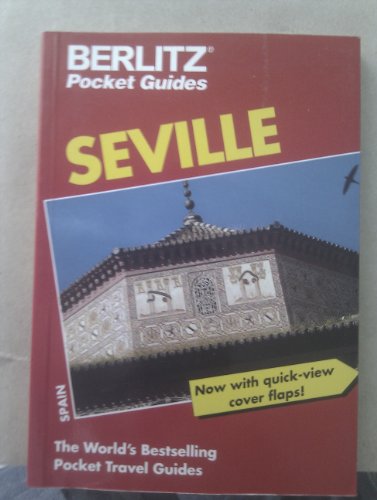 BERLITZ®
Pocket Guides
SEVILLE
SPAIN
Now with quick-view
cover flaps!
The World's Bestselling
Pocket Travel Guides